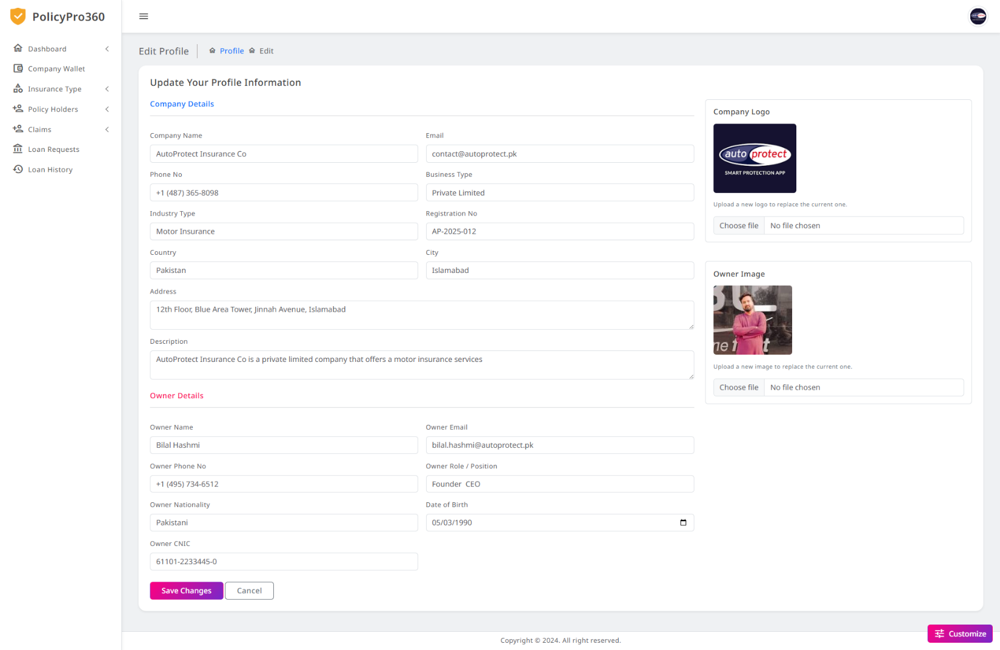 PolicyPro360
Dashboard
Company Wallet
Insurance Type
Policy Holders
Claims
Loan Requests
Loan History
Edit Profile
Profile
Edit
Update Your Profile Information
Company Details
Company Name
Email
AutoProtect Insurance Co
contact@autoprotect.pk
Phone No
Business Type
+1 (487) 365-8098
Private Limited
Industry Type
Registration No
Motor Insurance
AP-2025-012
Country
City
Pakistan
Islamabad
Address
12th Floor, Blue Area Tower, Jinnah Avenue, Islamabad
Description
AutoProtect Insurance Co is a private limited company that offers a motor insurance services
Owner Details
Owner Name
Owner Email
Bilal Hashmi
bilal.hashmi@autoprotect.pk
Owner Phone No
Owner Role / Position
+1 (495) 734-6512
Founder  CEO
Owner Nationality
Date of Birth
Pakistani
05/03/1990
Owner CNIC
61101-2233445-0
Save Changes
Cancel
Company Logo
auto protect
SMART PROTECTION APP
Upload a new logo to replace the current one.
Choose file
No file chosen
Owner Image
Upload a new image to replace the current one.
Choose file
No file chosen
Copyright © 2024. All right reserved.
Customize